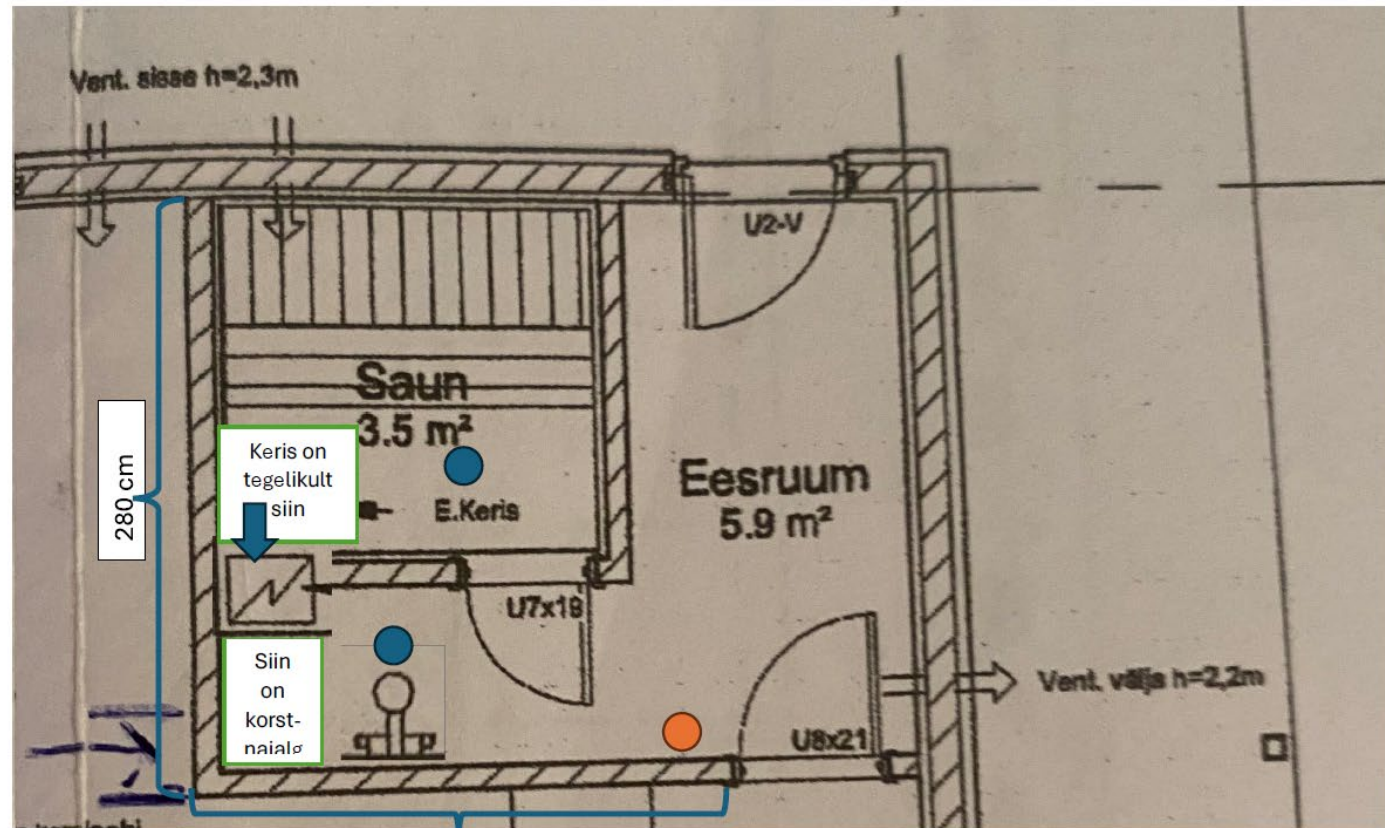 Vent. sisse h=2,3m
U2-V
Saun
3.5 m²
280 cm
Keris on
tegelikult
siin
E.Keris
Eesruum
5.9 m²
U7x19
Siin
on
korst-
najalg
Vent. välja h=2,2m
U8x21